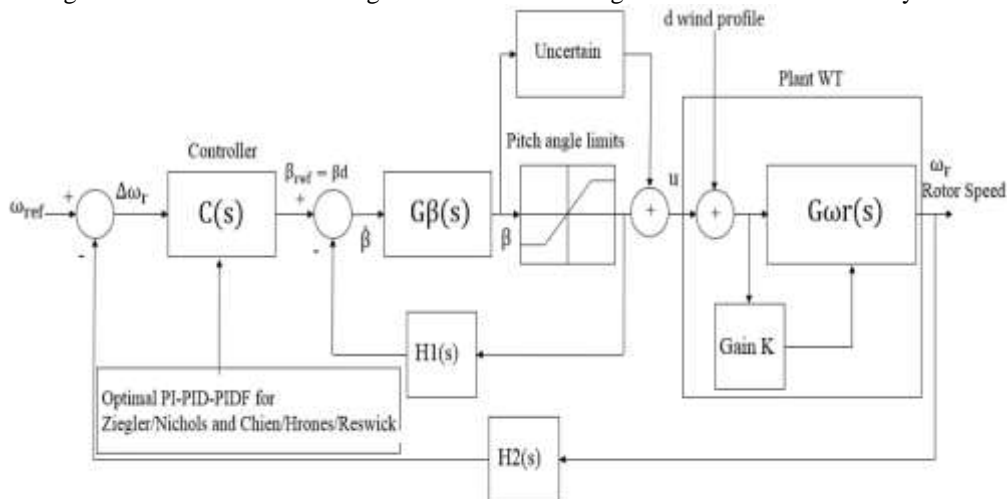 d wind profile
Uncertain
Plant WT
Pitch angle limits
Controller
βrwf = βd
ωref
+
-
Δωr
C(s)
+
-
β̂
Gβ(s)
β
+
u
+
Gωr(s)
ωr
Rotor Speed
H1(s)
Gain K
Optimal PI-PID-PIDF for
Ziegler/Nichols and Chien/Hrones/Reswick
H2(s)